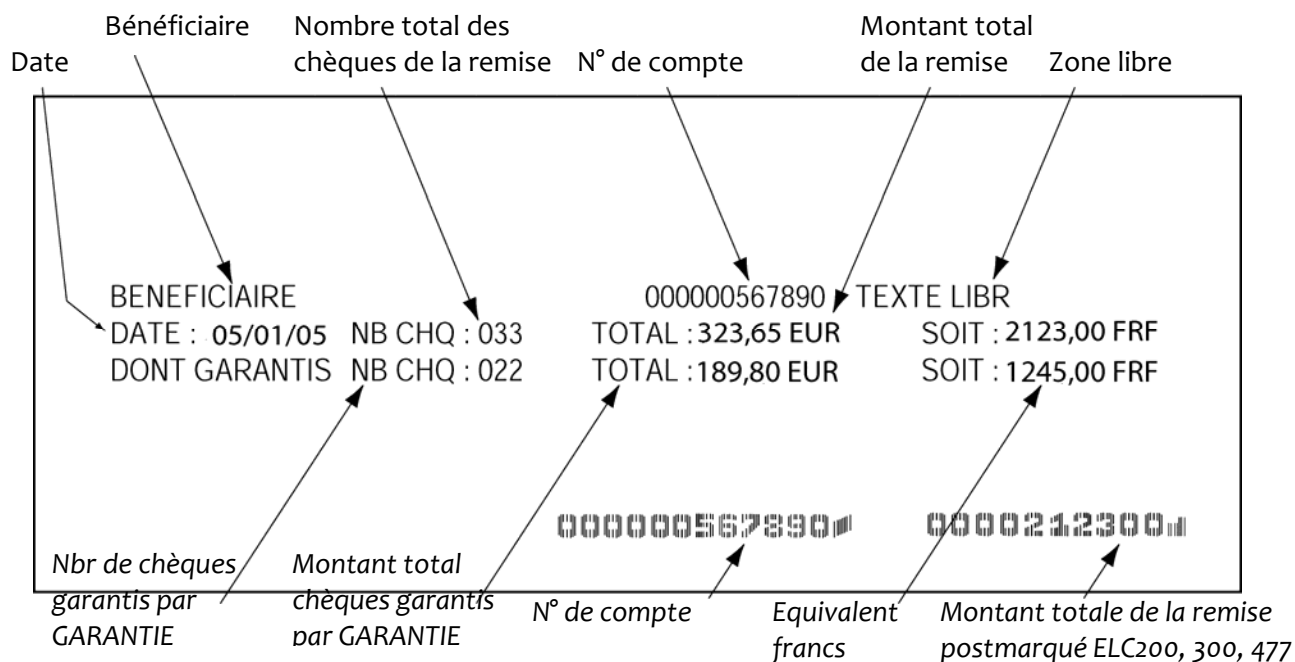 Bénéficiaire
Nombre total des
chèques de la remise
Montant total
de la remise
Date
N° de compte
Zone libre
BENEFICIAIRE 000000567890 TEXTE LIBR
DATE : 05/01/05 NB CHQ : 033 TOTAL : 323,65 EUR SOIT : 2123,00 FRF
DONT GARANTIS NB CHQ : 022 TOTAL : 189,80 EUR SOIT : 1245,00 FRF
000000567890 0000212300
Nbr de chèques
garantis par
GARANTIE
Montant total
chèques garantis
par GARANTIE
N° de compte
Equivalent
francs
Montant totale de la remise
postmarqué ELC200, 300, 477